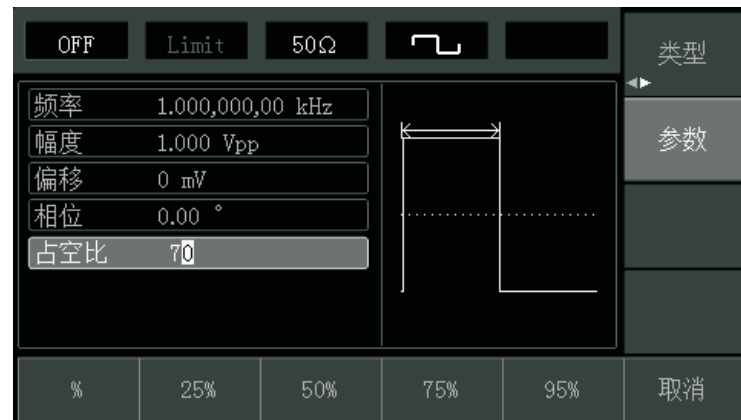 OFF Limit 50Ω
类型
频率 1.000,000,00 kHz
幅度 1.000 Vpp
偏移 0 mV
相位 0.00 °
占空比 70
参数
% 25% 50% 75% 95% 取消